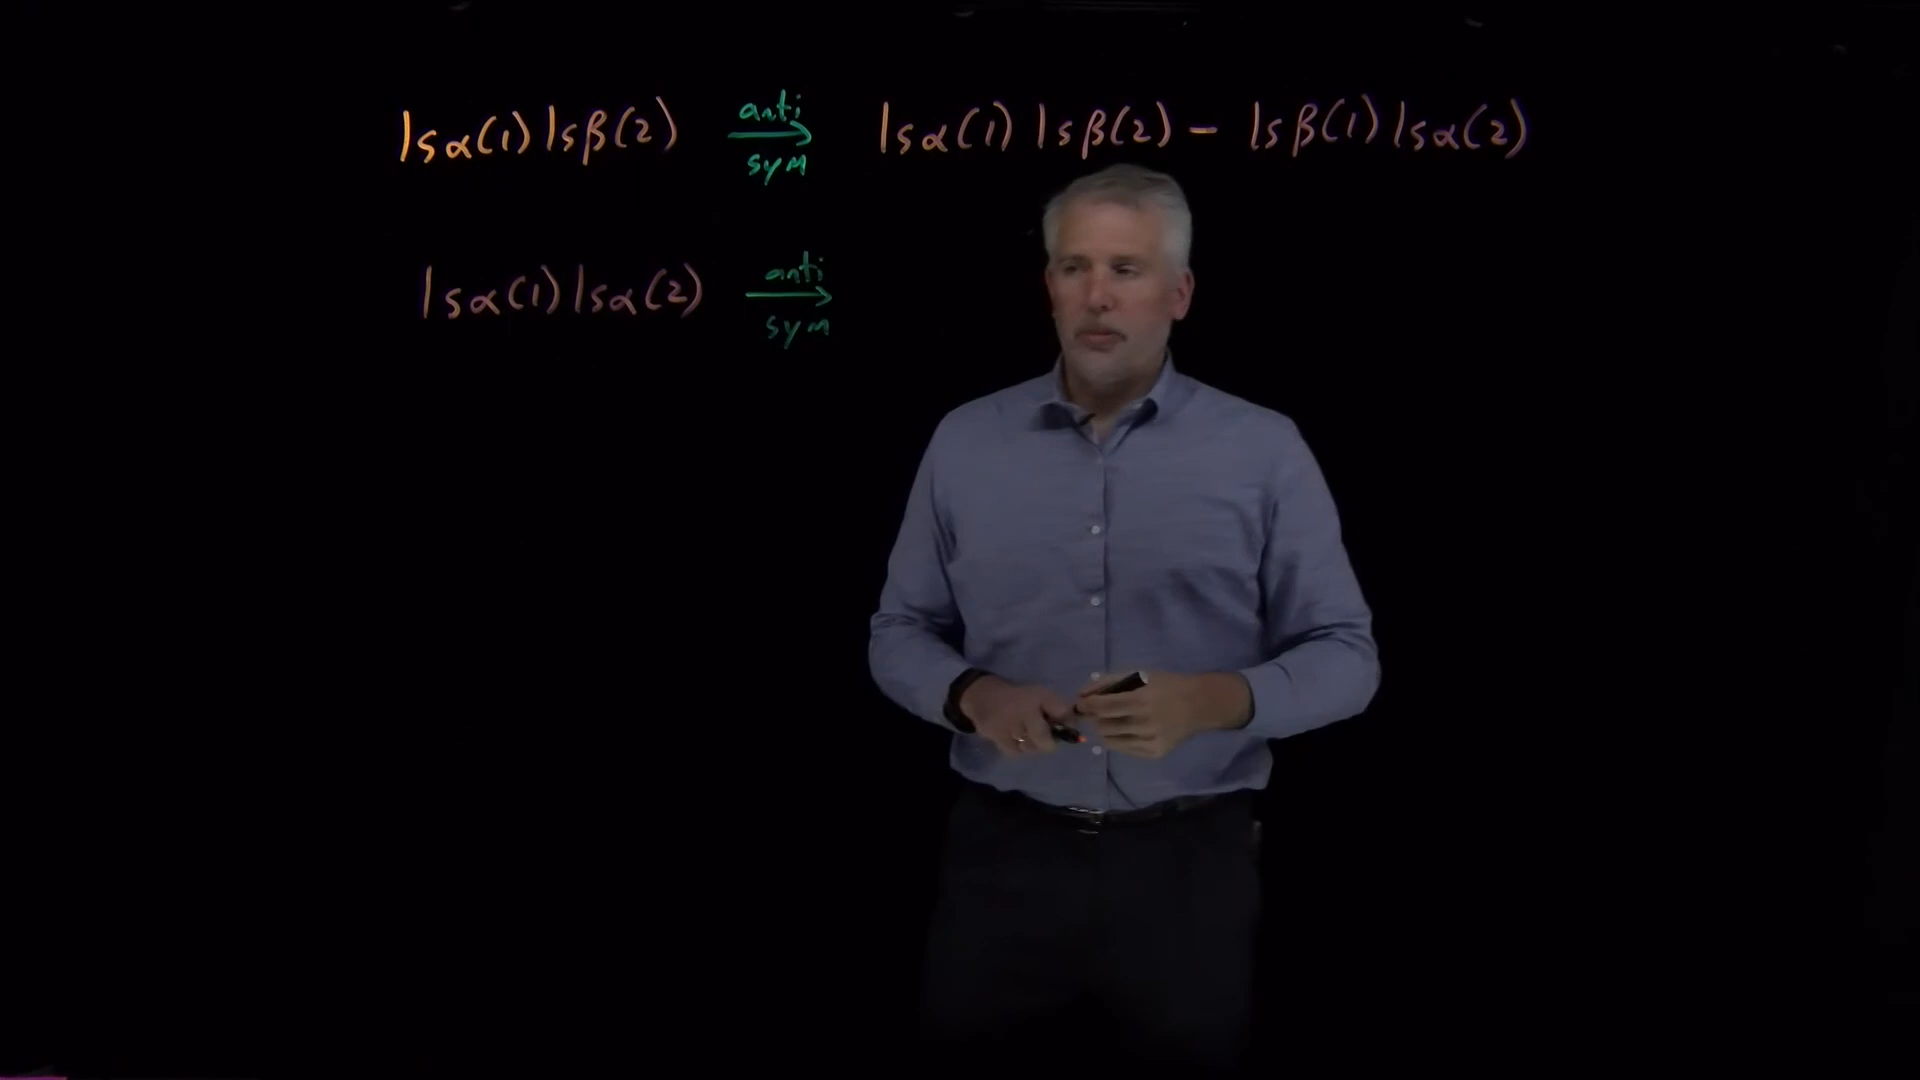 1sα(1) 1sβ(2) anti sym → 1sα(1) 1sβ(2) − 1sβ(1) 1sα(2)
1sα(1) 1sα(2) anti sym →